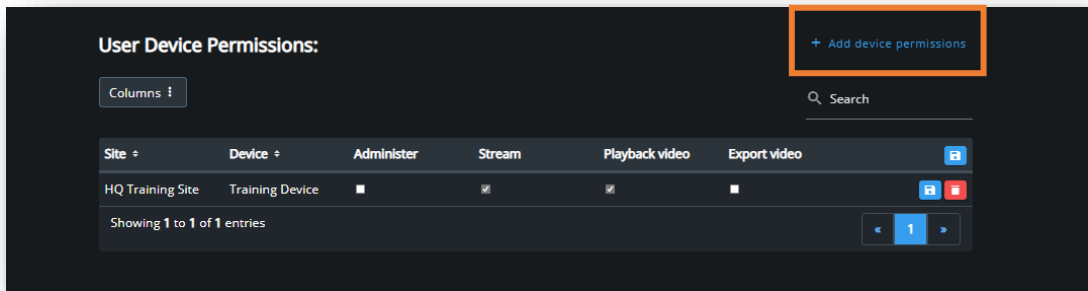 User Device Permissions:
+ Add device permissions
Columns
Search
Site Device Administer Stream Playback video Export video
HQ Training Site Training Device
Showing 1 to 1 of 1 entries
« 1 »